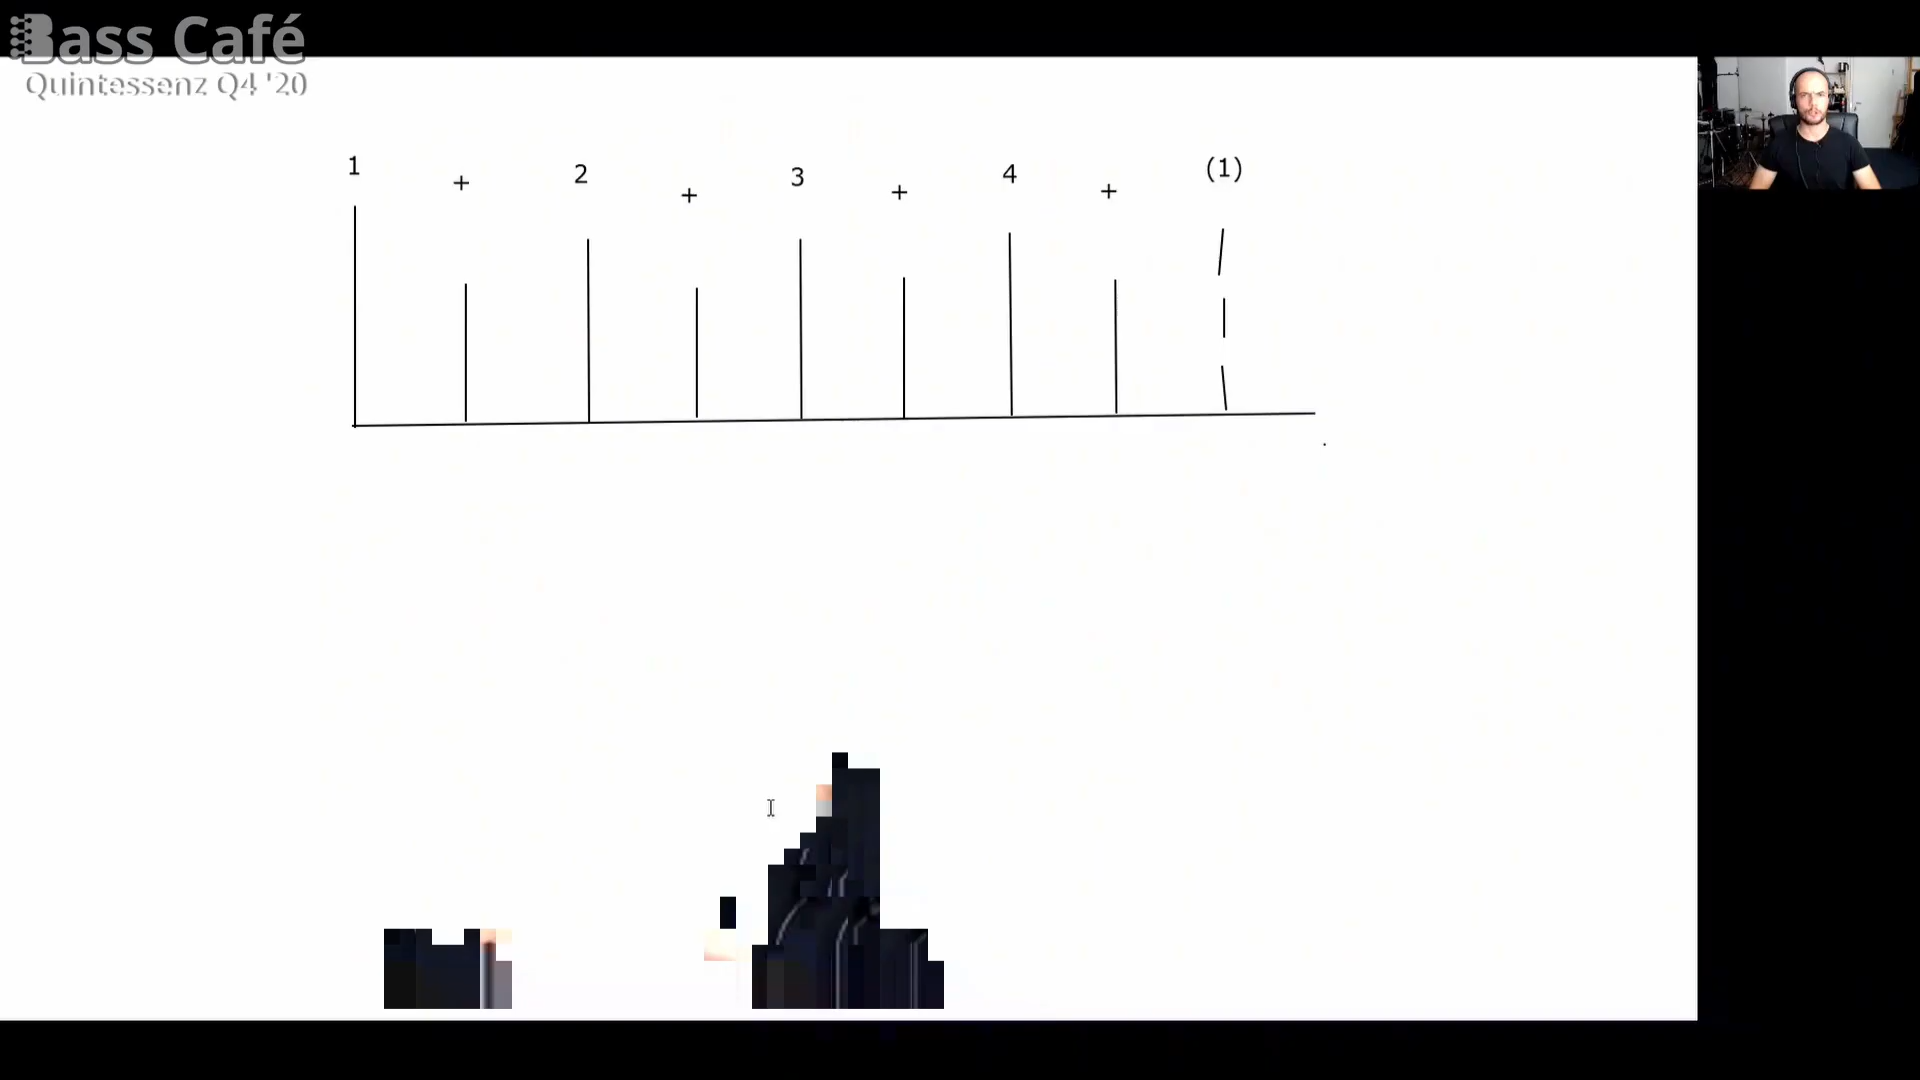 Bass Café
Quintessenz Q4 '20
1 + 2 + 3 + 4 + (1)